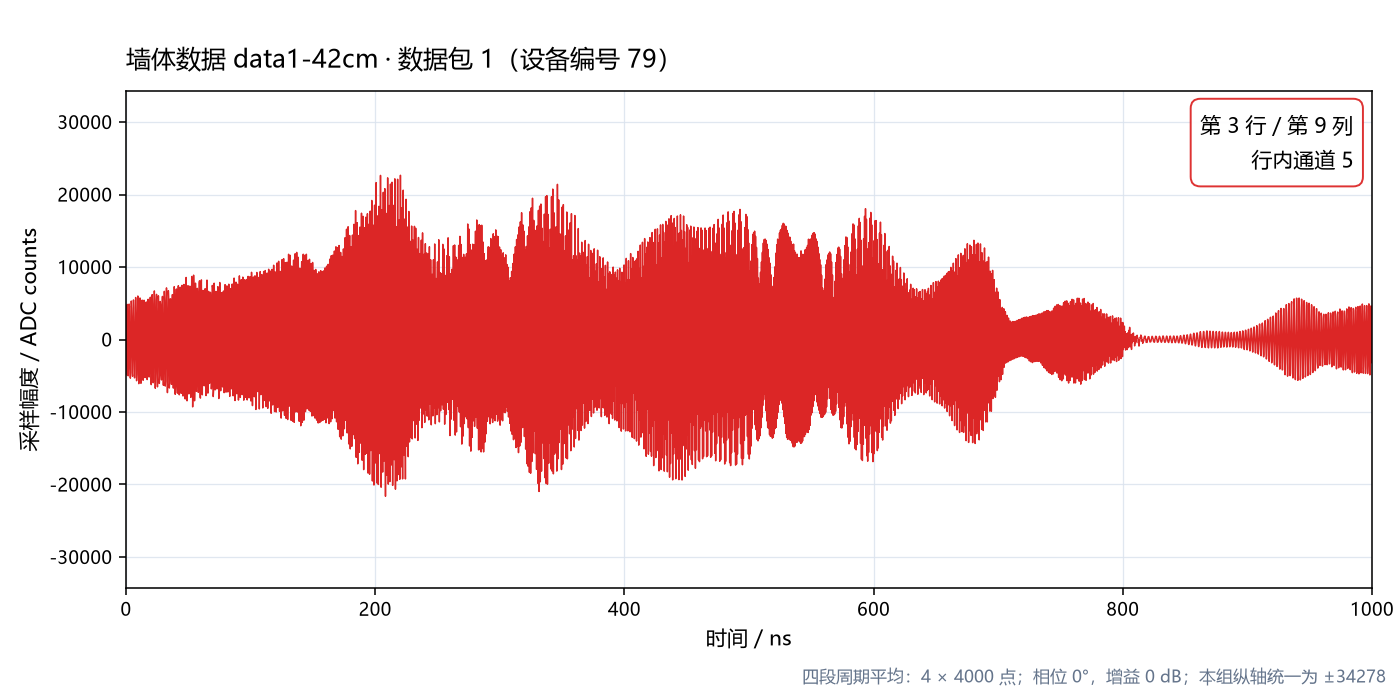 墙体数据 data1-42cm · 数据包 1（设备编号 79）
第 3 行 / 第 9 列
行内通道 5
采样幅度 / ADC counts
30000
20000
10000
0
-10000
-20000
-30000
0 200 400 600 800 1000
时间 / ns
四段周期平均：4 × 4000 点；相位 0°，增益 0 dB；本组纵轴统一为 ±34278